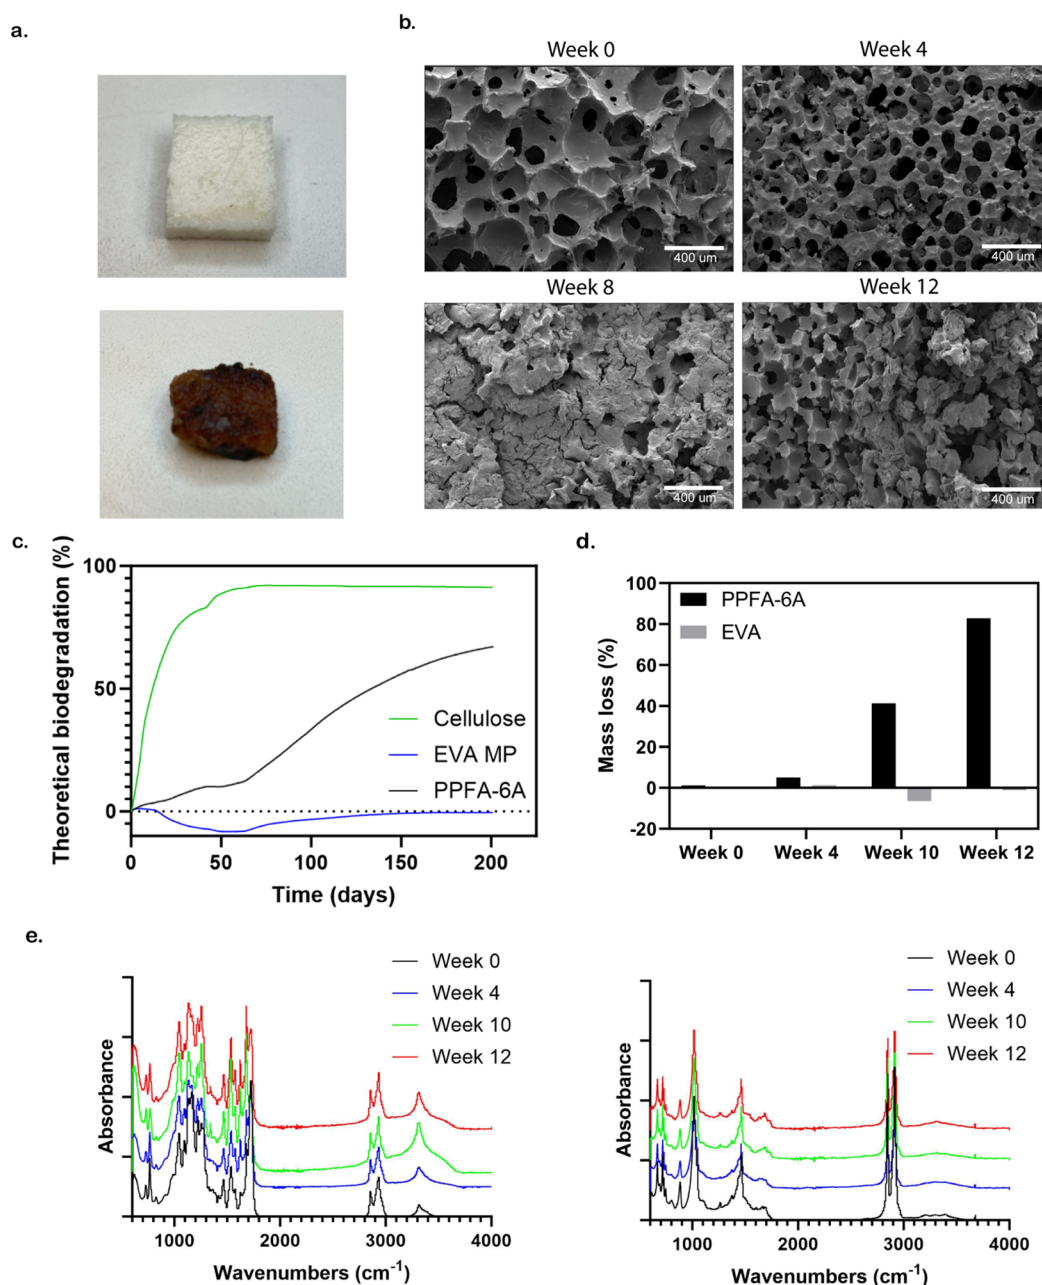 a.
b.
Week 0
Week 4
400 um
400 um
Week 8
Week 12
400 um
400 um
c.
Theoretical biodegradation (%)
100
50
0
Cellulose
EVA MP
PPFA-6A
0
50
100
150
200
Time (days)
d.
Mass loss (%)
100
80
60
40
20
0
-20
PPFA-6A
EVA
Week 0
Week 4
Week 10
Week 12
e.
Week 0
Week 4
Week 10
Week 12
Absorbance
1000
2000
3000
4000
Wavenumbers (cm-1)
Week 0
Week 4
Week 10
Week 12
Absorbance
1000
2000
3000
4000
Wavenumbers (cm-1)